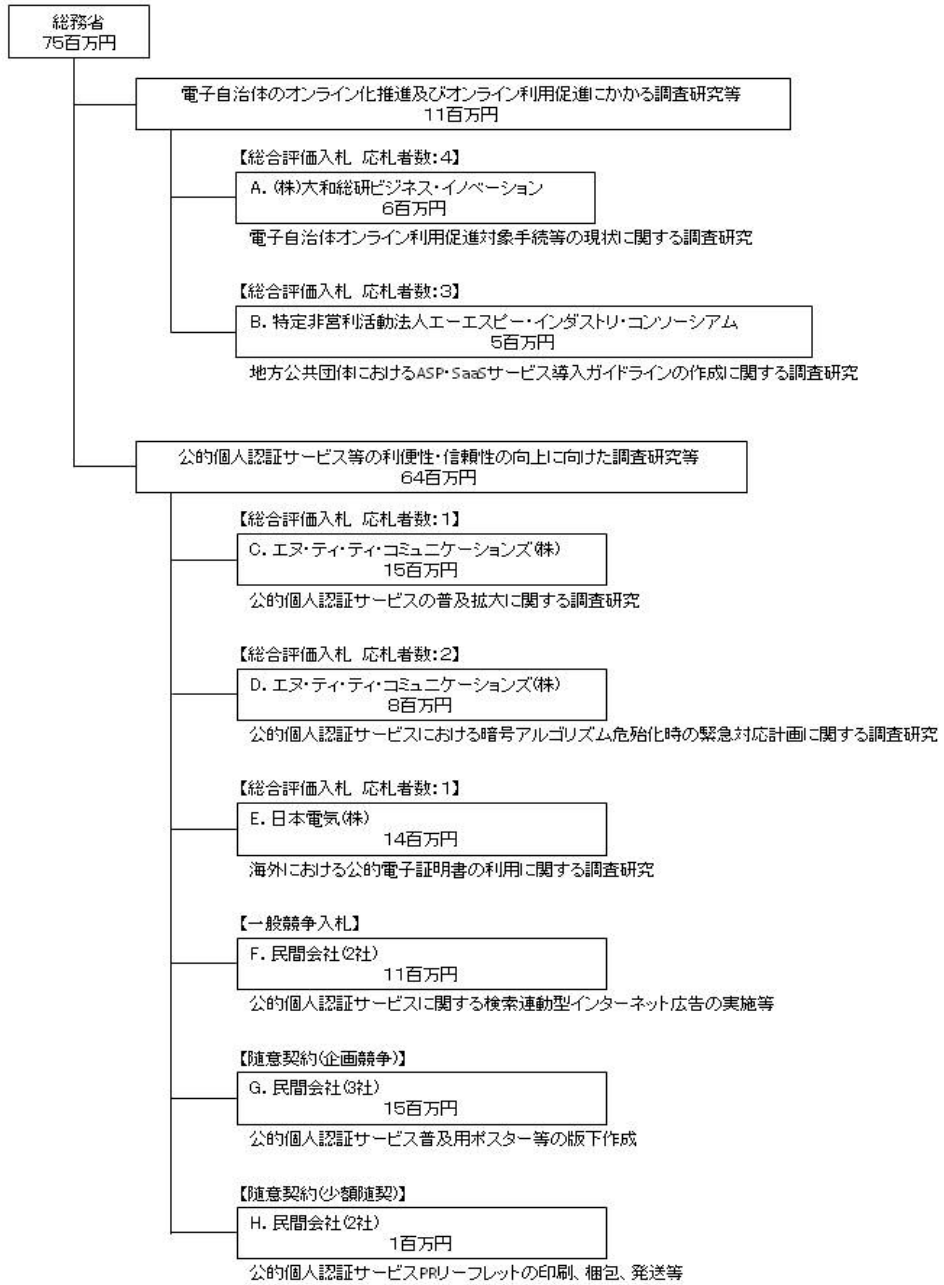 総務省
75百万円
電子自治体のオンライン化推進及びオンライン利用促進にかかる調査研究等
11百万円
【総合評価入札 応札者数：4】
A．(株)大和総研ビジネス・イノベーション
6百万円
電子自治体オンライン利用促進対象手続等の現状に関する調査研究
【総合評価入札 応札者数：3】
B．特定非営利活動法人エーエスピー・インダストリ・コンソーシアム
5百万円
地方公共団体におけるASP・SaaSサービス導入ガイドラインの作成に関する調査研究
公的個人認証サービス等の利便性・信頼性の向上に向けた調査研究等
64百万円
【総合評価入札 応札者数：1】
C．エヌ・ティ・ティ・コミュニケーションズ(株)
15百万円
公的個人認証サービスの普及拡大に関する調査研究
【総合評価入札 応札者数：2】
D．エヌ・ティ・ティ・コミュニケーションズ(株)
8百万円
公的個人認証サービスにおける暗号アルゴリズム危殆化時の緊急対応計画に関する調査研究
【総合評価入札 応札者数：1】
E．日本電気(株)
14百万円
海外における公的電子証明書の利用に関する調査研究
【一般競争入札】
F．民間会社(2社)
11百万円
公的個人認証サービスに関する検索連動型インターネット広告の実施等
【随意契約(企画競争)】
G．民間会社(3社)
15百万円
公的個人認証サービス普及用ポスター等の版下作成
【随意契約(少額随契)】
H．民間会社(2社)
1百万円
公的個人認証サービスPRリーフレットの印刷、梱包、発送等